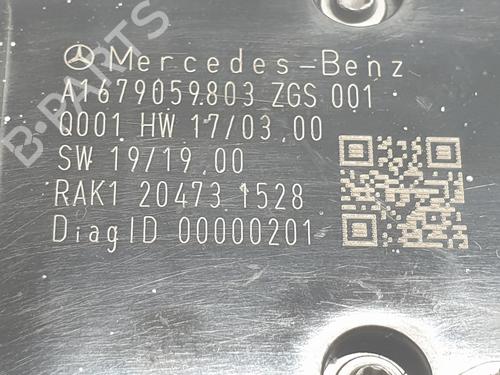 Mercedes-Benz
A1679059803 ZGS 001
Q001 HW 17/03,00
SW 19/19,00
RAK1 20473 1528
DiagID 00000201
B-PARTS